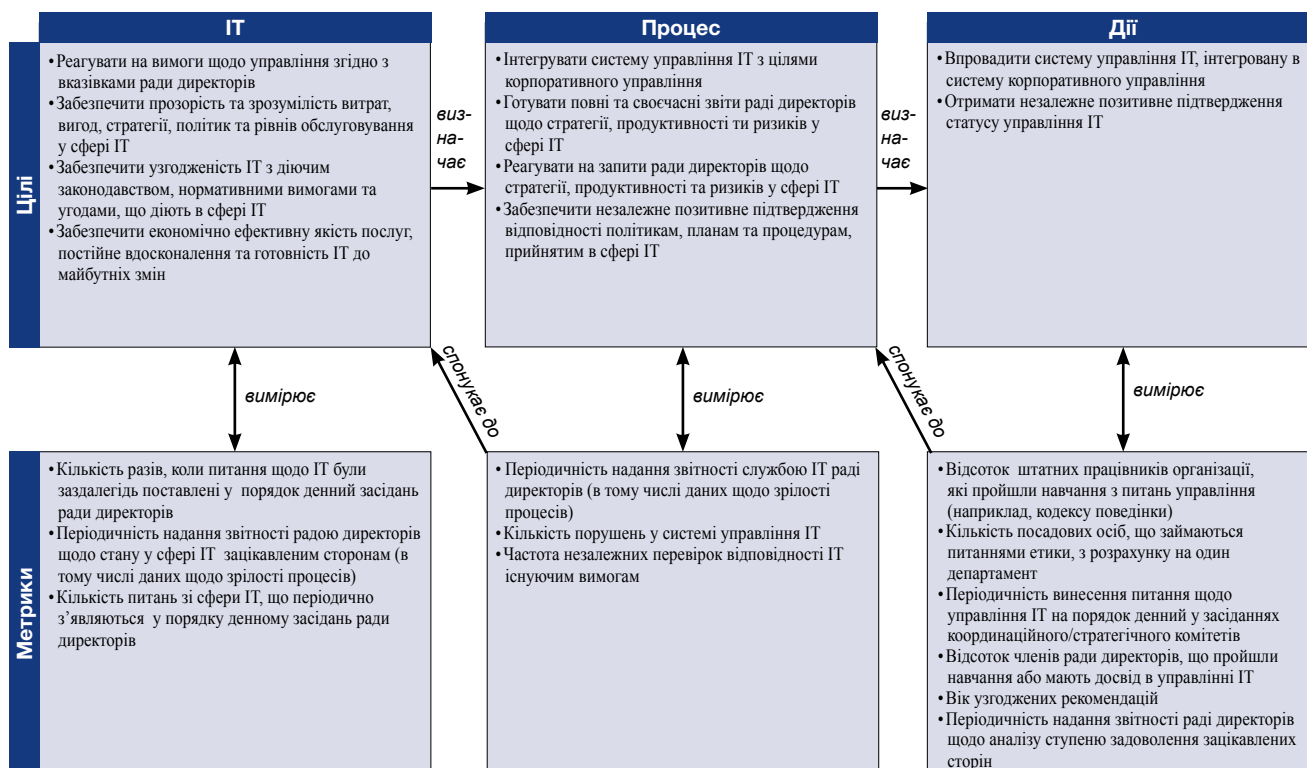 ІТ
Процес
Дії
Цілі
• Реагувати на вимоги щодо управління згідно з
вказівками ради директорів
• Забезпечити прозорість та зрозумілість витрат,
вигод, стратегії, політик та рівнів обслуговування
у сфері ІТ
• Забезпечити узгодженість ІТ з діючим
законодавством, нормативними вимогами та
угодами, що діють в сфері ІТ
• Забезпечити економічно ефективну якість послуг,
постійне вдосконалення та готовність ІТ до
майбутніх змін
виз-
на-
чає
• Інтегрувати систему управління ІТ з цілями
корпоративного управління
• Готувати повні та своєчасні звіти раді директорів
щодо стратегії, продуктивності ти ризиків у
сфері ІТ
• Реагувати на запити ради директорів щодо
стратегії, продуктивності та ризиків у сфері ІТ
• Забезпечити незалежне позитивне підтвердження
відповідності політикам, планам та процедурам,
прийнятим в сфері ІТ
виз-
на-
чає
• Впровадити систему управління ІТ, інтегровану в
систему корпоративного управління
• Отримати незалежне позитивне підтвердження
статусу управління ІТ
вимірює
спонукає до
вимірює
спонукає до
вимірює
Метрики
• Кількість разів, коли питання щодо ІТ були
заздалегідь поставлені у порядок денний засідань
ради директорів
• Періодичність надання звітності радою директорів
щодо стану у сфері ІТ зацікавленим сторонам (в
тому числі даних щодо зрілості процесів)
• Кількість питань зі сфери ІТ, що періодично
з’являються у порядку денному засідань ради
директорів
• Періодичність надання звітності службою ІТ раді
директорів (в тому числі даних щодо зрілості
процесів)
• Кількість порушень у системі управління ІТ
• Частота незалежних перевірок відповідності ІТ
існуючим вимогам
• Відсоток штатних працівників організації,
які пройшли навчання з питань управління
(наприклад, кодексу поведінки)
• Кількість посадових осіб, що займаються
питаннями етики, з розрахунку на один
департамент
• Періодичність винесення питання щодо
управління ІТ на порядок денний у засіданнях
координаційного/стратегічного комітетів
• Відсоток членів ради директорів, що пройшли
навчання або мають досвід в управлінні ІТ
• Вік узгоджених рекомендацій
• Періодичність надання звітності раді директорів
щодо аналізу ступеню задоволення зацікавлених
сторін